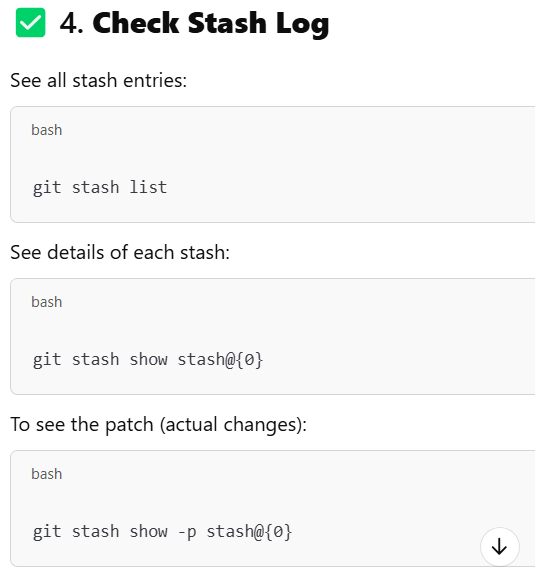 ✅ 4. Check Stash Log
See all stash entries:
bash
git stash list
See details of each stash:
bash
git stash show stash@{0}
To see the patch (actual changes):
bash
git stash show -p stash@{0}